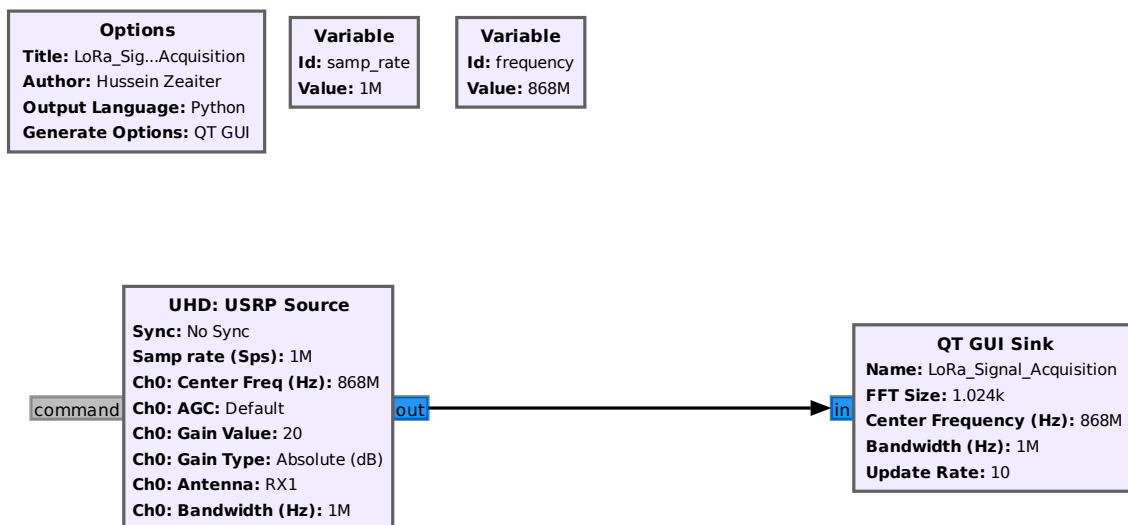 Options
Title: LoRa_Sig...Acquisition
Author: Hussein Zeaiter
Output Language: Python
Generate Options: QT GUI
Variable
Id: samp_rate
Value: 1M
Variable
Id: frequency
Value: 868M
UHD: USRP Source
Sync: No Sync
Samp rate (Sps): 1M
Ch0: Center Freq (Hz): 868M
Ch0: AGC: Default
Ch0: Gain Value: 20
Ch0: Gain Type: Absolute (dB)
Ch0: Antenna: RX1
Ch0: Bandwidth (Hz): 1M
command
out
in
QT GUI Sink
Name: LoRa_Signal_Acquisition
FFT Size: 1.024k
Center Frequency (Hz): 868M
Bandwidth (Hz): 1M
Update Rate: 10